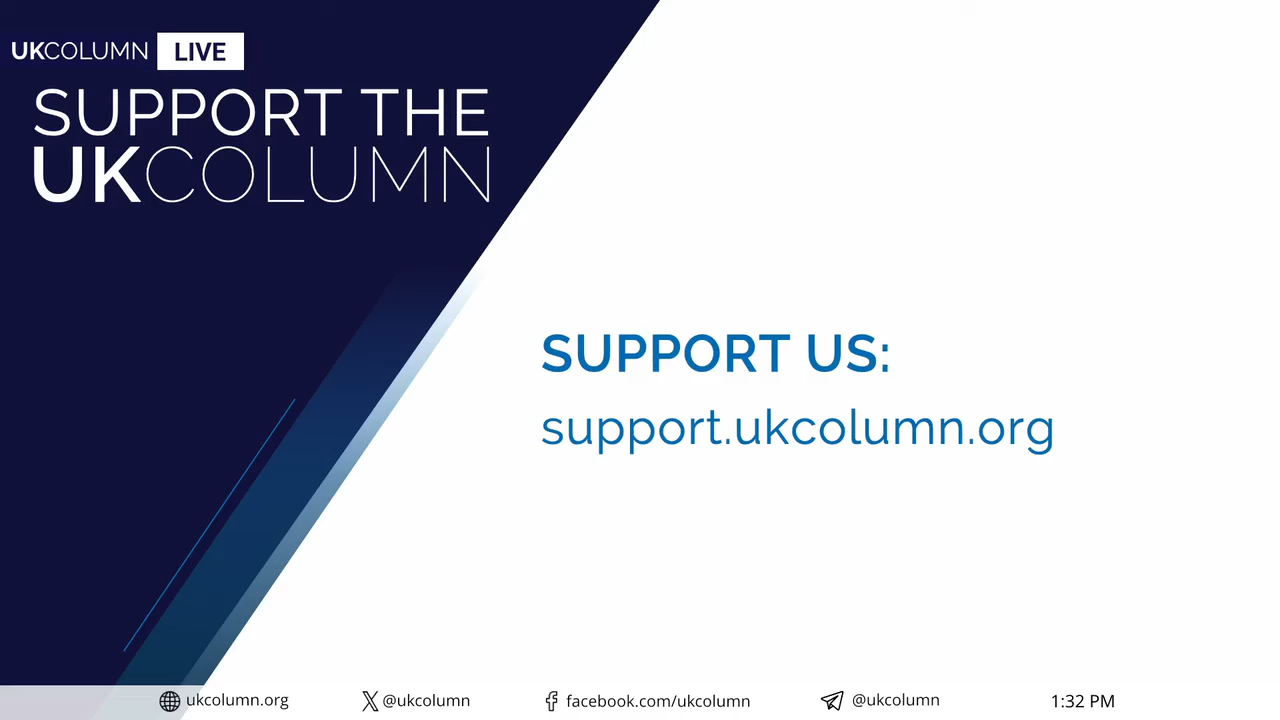 UKCOLUMN LIVE
SUPPORT THE
UKCOLUMN
SUPPORT US:
support.ukcolumn.org
ukcolumn.org @ukcolumn facebook.com/ukcolumn @ukcolumn 1:32 PM